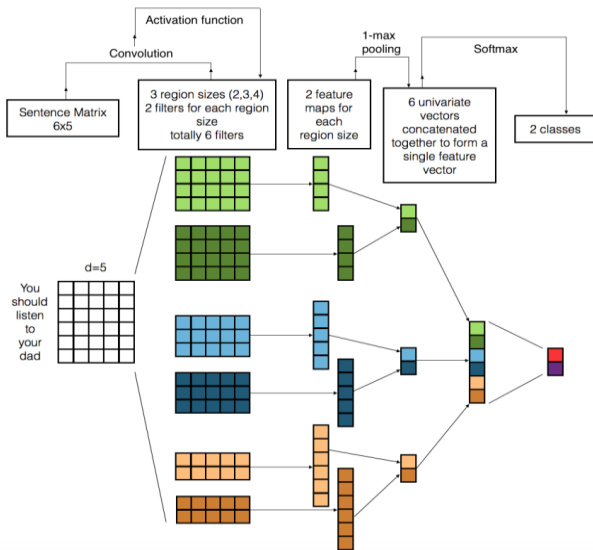 Activation function
Convolution
1-max
pooling
Softmax
Sentence Matrix
6x5
3 region sizes (2,3,4)
2 filters for each region
size
totally 6 filters
2 feature
maps for
each
region size
6 univariate
vectors
concatenated
together to form a
single feature
vector
2 classes
d=5
You
should
listen
to
your
dad